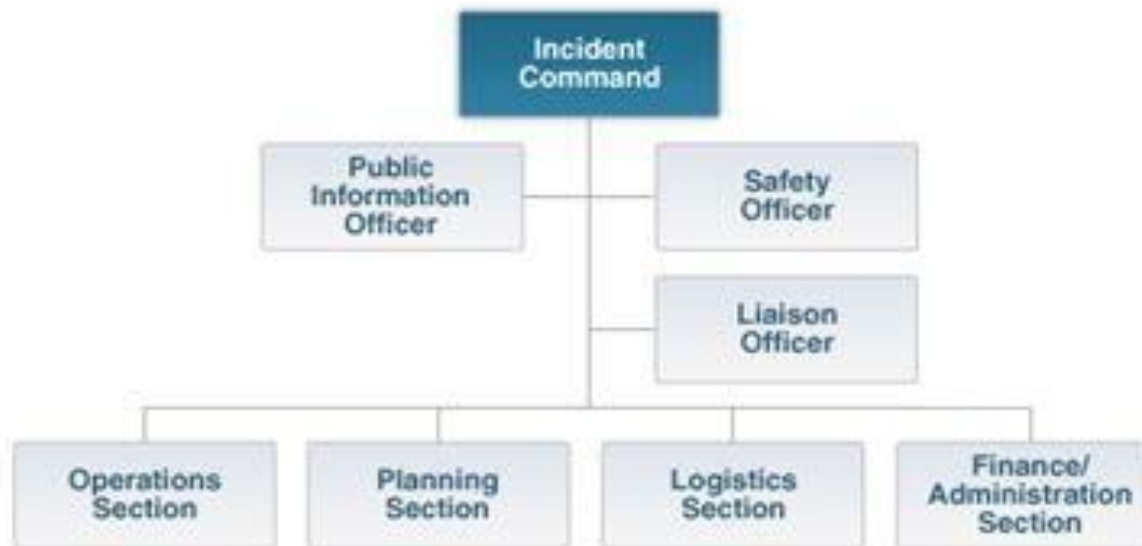 Incident
Command
Public
Information
Officer
Safety
Officer
Liaison
Officer
Operations
Section
Planning
Section
Logistics
Section
Finance/
Administration
Section